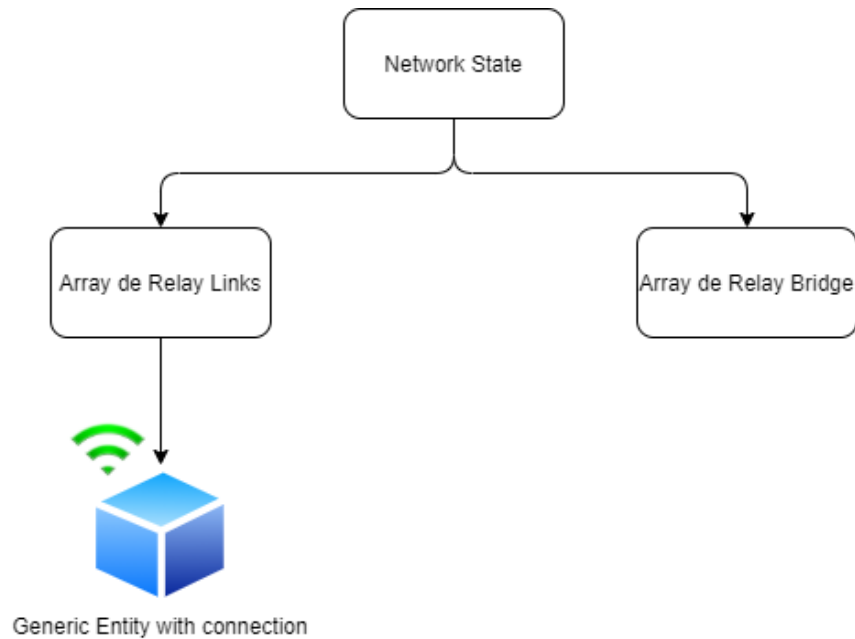 Network State
Array de Relay Links
Array de Relay Bridge
Generic Entity with connection